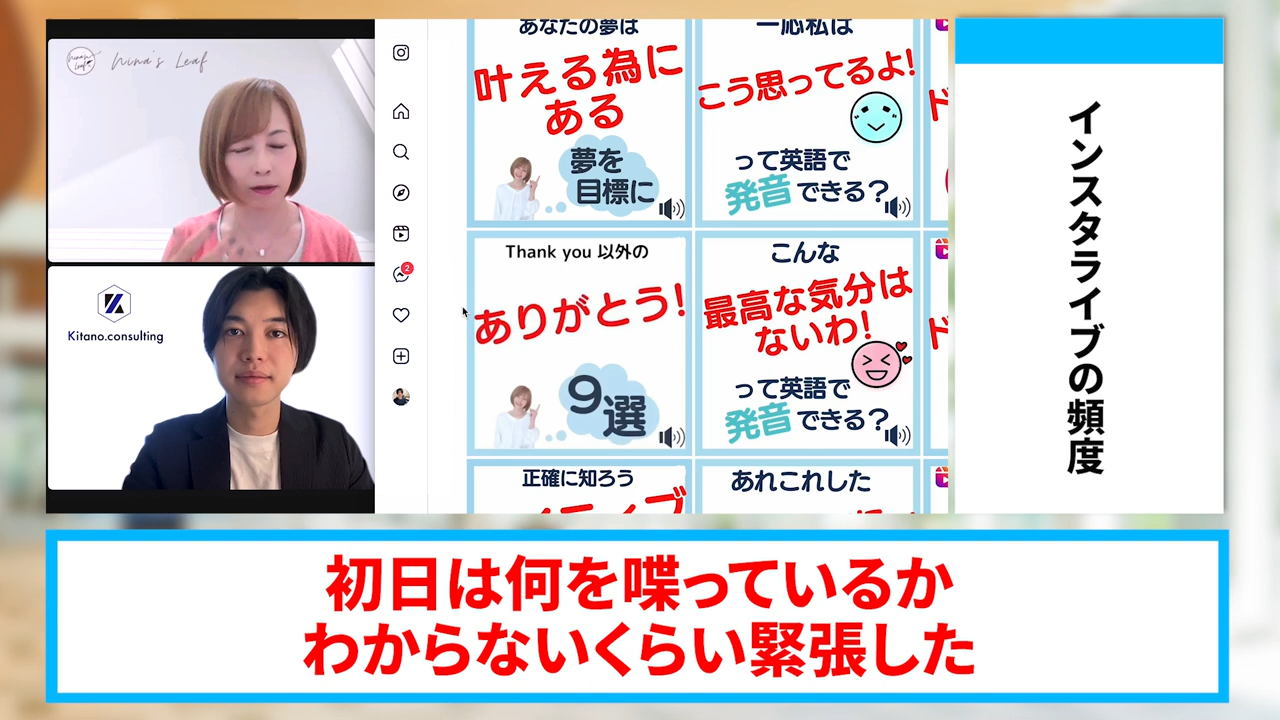 Nina's Leaf
Kitano.consulting
2
あなたの夢は
叶える為に
ある
夢を
目標に
一応私は
こう思ってるよ!
って英語で
発音できる?
Thank you 以外の
ありがとう!
9選
こんな
最高な気分は
ないわ!
って英語で
発音できる?
正確に知ろう
あれこれした
インスタライブの頻度
初日は何を喋っているか
わからないくらい緊張した